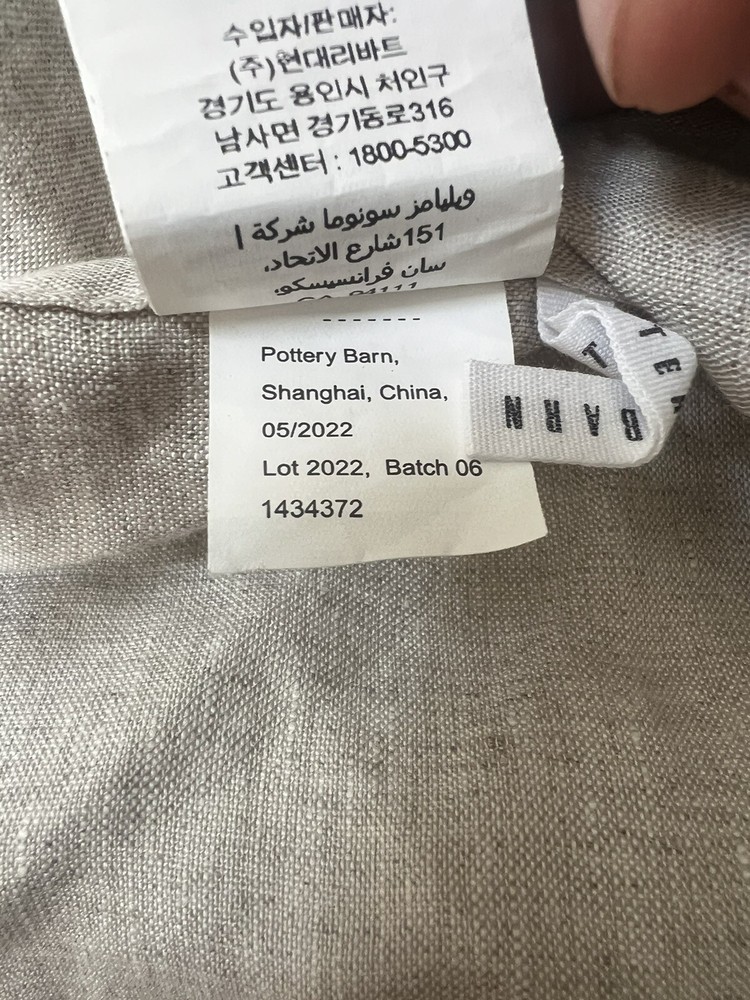 수입자/판매자:
(주)현대리바트
경기도 용인시 처인구
남사면 경기동로316
고객센터 : 1800-5300
ويليامز سونوما شركة |
151شارع الاتحاد،
سان فرانسيسكو،
-------
Pottery Barn,
Shanghai, China,
05/2022
Lot 2022, Batch 06
1434372
BARN